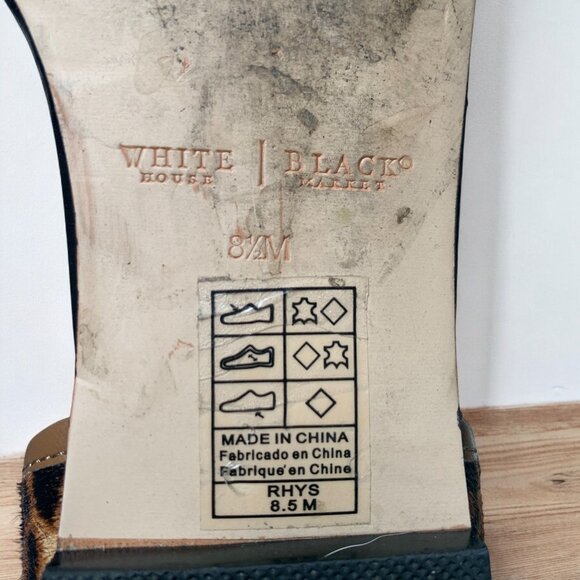 WHITE | BLACK
HOUSE MARKET
8½M
MADE IN CHINA
Fabricado en China
Fabrique' en Chine
RHYS
8.5 M